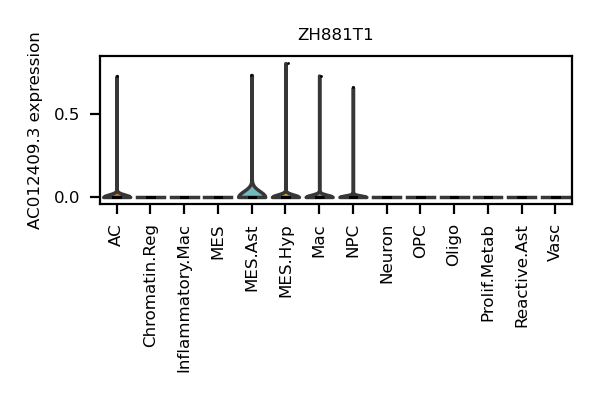 ZH881T1
AC012409.3 expression
0.5
0.0
AC
Chromatin.Reg
Inflammatory.Mac
MES
MES.Ast
MES.Hyp
Mac
NPC
Neuron
OPC
Oligo
Prolif.Metab
Reactive.Ast
Vasc